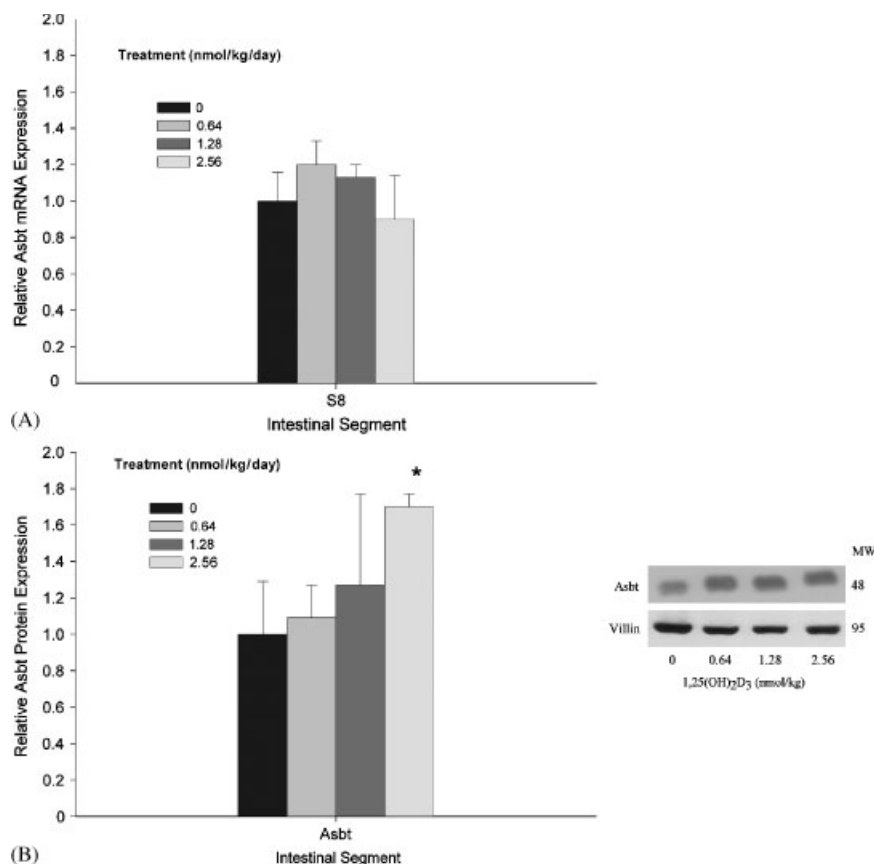 2.0
1.8
1.6
1.4
1.2
1.0
0.8
0.6
0.4
0.2
0
Relative Asbt mRNA Expression
Treatment (nmol/kg/day)
0
0.64
1.28
2.56
S8
Intestinal Segment
(A)
2.0
1.8
1.6
1.4
1.2
1.0
0.8
0.6
0.4
0.2
0
Relative Asbt Protein Expression
Treatment (nmol/kg/day)
0
0.64
1.28
2.56
*
Asbt
Intestinal Segment
(B)
MW
Asbt 48
Villin 95
0 0.64 1.28 2.56
1,25(OH)2D3 (nmol/kg)